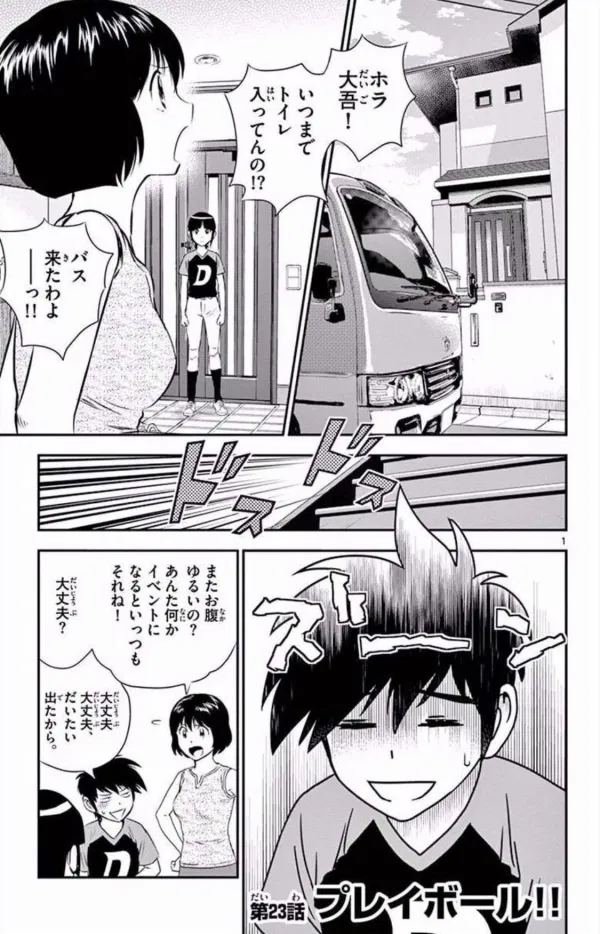 ホラ
大吾！
いつまで
トイレ
入ってんの!?
バス
来たわよ
――っ!!
ドドド
1
ズーーン
またお腹
ゆるいの？
あんた何か
イベントに
なるといっつも
それね！
大丈夫？
大丈夫
大丈夫、
だいたい
出たから。
D
D
第23話 プレイボール!!